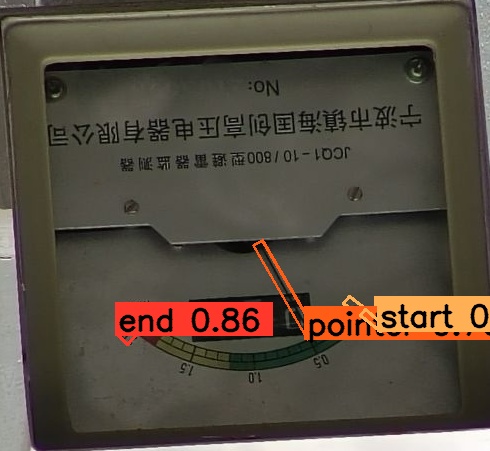 No:
宁波市镇海国创高压电器有限公司
JCQ1-10/800型避雷器监测器
end 0.86
start 0
0.5
1.0
1.5